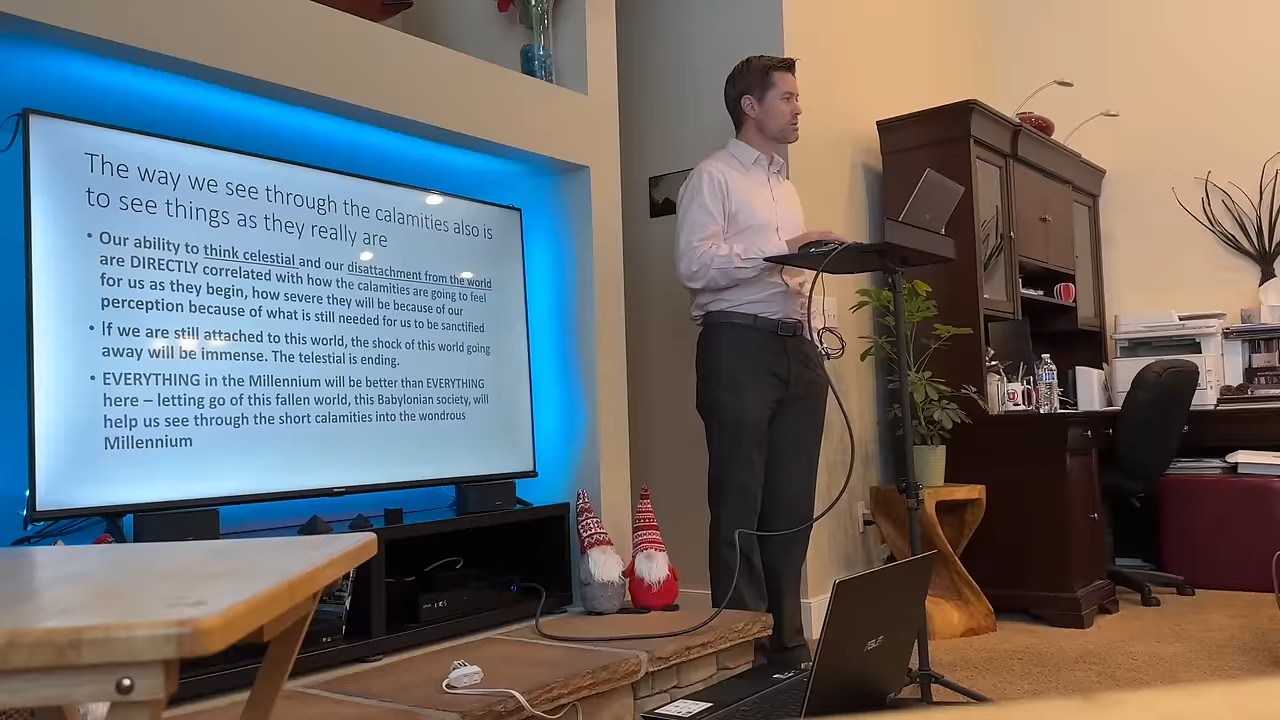 The way we see through the calamities also is
to see things as they really are
• Our ability to think celestial and our disattachment from the world
are DIRECTLY correlated with how the calamities are going to feel
for us as they begin, how severe they will be because of our
perception because of what is still needed for us to be sanctified
• If we are still attached to this world, the shock of this world going
away will be immense. The telestial is ending.
• EVERYTHING in the Millennium will be better than EVERYTHING
here – letting go of this fallen world, this Babylonian society, will
help us see through the short calamities into the wondrous
Millennium
ASUS